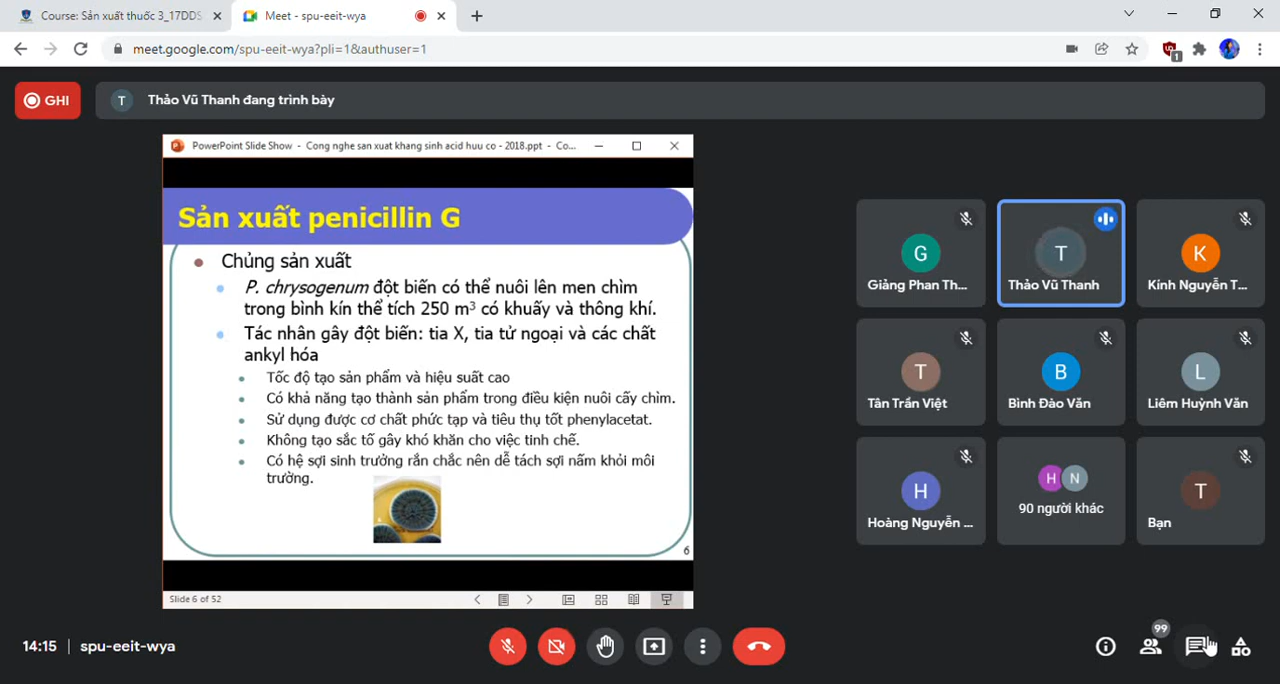 Course: Sản xuất thuốc 3_17DDS
Meet - spu-eeit-wya
meet.google.com/spu-eeit-wya?pli=1&authuser=1
1
GHI
T
Thảo Vũ Thanh đang trình bày
PowerPoint Slide Show - Cong nghe san xuat khang sinh acid huu co - 2018.ppt - Co...
Sản xuất penicillin G
Chủng sản xuất
P. chrysogenum đột biến có thể nuôi lên men chìm
trong bình kín thể tích 250 m³ có khuấy và thông khí.
Tác nhân gây đột biến: tia X, tia tử ngoại và các chất
ankyl hóa
Tốc độ tạo sản phẩm và hiệu suất cao
Có khả năng tạo thành sản phẩm trong điều kiện nuôi cấy chìm.
Sử dụng được cơ chất phức tạp và tiêu thụ tốt phenylacetat.
Không tạo sắc tố gây khó khăn cho việc tinh chế.
Có hệ sợi sinh trưởng rắn chắc nên dễ tách sợi nấm khỏi môi
trường.
6
Slide 6 of 52
G
Giảng Phan Th...
T
Thảo Vũ Thanh
K
Kính Nguyễn T...
T
Tân Trần Việt
B
Bình Đào Văn
L
Liêm Huỳnh Văn
H
Hoàng Nguyễn ...
H N
90 người khác
T
Bạn
14:15 | spu-eeit-wya
99